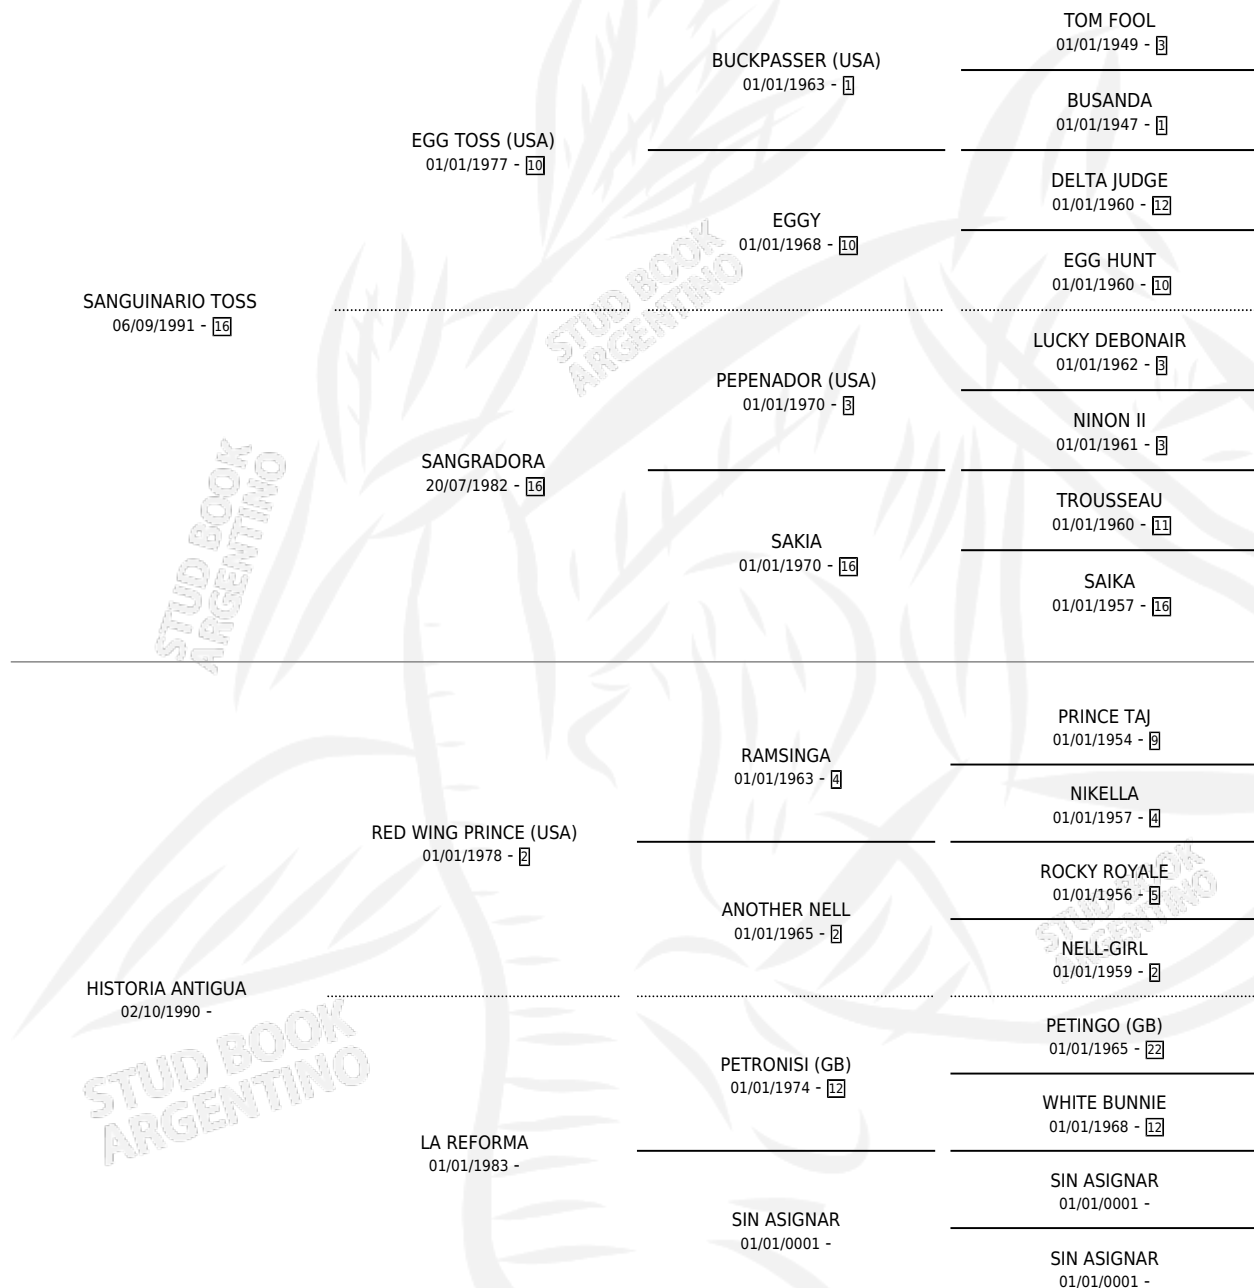 TOM FOOL
01/01/1949 - 3
BUCKPASSER (USA)
01/01/1963 - 1
BUSANDA
01/01/1947 - 1
EGG TOSS (USA)
01/01/1977 - 10
DELTA JUDGE
01/01/1960 - 12
EGGY
01/01/1968 - 10
EGG HUNT
01/01/1960 - 10
SANGUINARIO TOSS
06/09/1991 - 16
LUCKY DEBONAIR
01/01/1962 - 3
PEPENADOR (USA)
01/01/1970 - 3
NINON II
01/01/1961 - 3
SANGRADORA
20/07/1982 - 16
TROUSSEAU
01/01/1960 - 11
SAKIA
01/01/1970 - 16
SAIKA
01/01/1957 - 16
PRINCE TAJ
01/01/1954 - 9
RAMSINGA
01/01/1963 - 4
NIKELLA
01/01/1957 - 4
RED WING PRINCE (USA)
01/01/1978 - 2
ROCKY ROYALE
01/01/1956 - 5
ANOTHER NELL
01/01/1965 - 2
NELL-GIRL
01/01/1959 - 2
HISTORIA ANTIGUA
02/10/1990 -
PETINGO (GB)
01/01/1965 - 22
PETRONISI (GB)
01/01/1974 - 12
WHITE BUNNIE
01/01/1968 - 12
LA REFORMA
01/01/1983 -
SIN ASIGNAR
01/01/0001 -
SIN ASIGNAR
01/01/0001 -
SIN ASIGNAR
01/01/0001 -
STUD BOOK
ARGENTINO
STUD BOOK
ARGENTINO
STUD BOOK
ARGENTINO
STUD BOOK
ARGENTINO